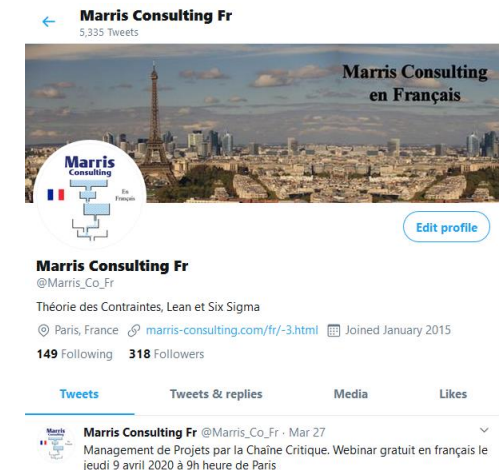 Marris Consulting Fr
5,335 Tweets
Marris Consulting
en Français
Marris
Consulting
En
Français
Edit profile
Marris Consulting Fr
@Marris_Co_Fr
Théorie des Contraintes, Lean et Six Sigma
Paris, France marris-consulting.com/fr/-3.html Joined January 2015
149 Following 318 Followers
Tweets Tweets & replies Media Likes
Marris Consulting Fr @Marris_Co_Fr · Mar 27
Management de Projets par la Chaîne Critique. Webinar gratuit en français le
jeudi 9 avril 2020 à 9h heure de Paris
Marris
Consulting